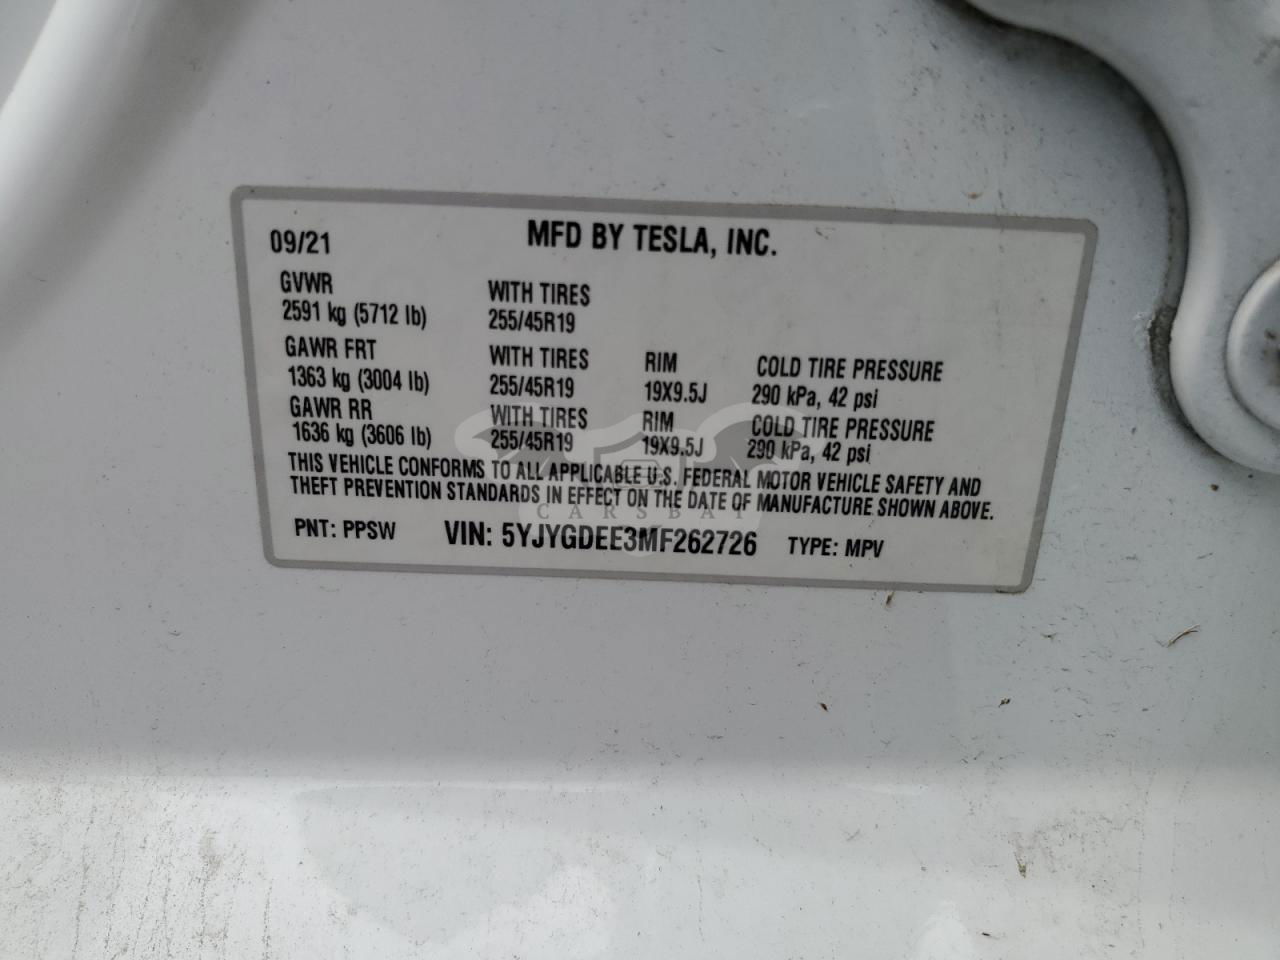 09/21 MFD BY TESLA, INC.
GVWR WITH TIRES
2591 kg (5712 lb) 255/45R19
GAWR FRT WITH TIRES RIM COLD TIRE PRESSURE
1363 kg (3004 lb) 255/45R19 19X9.5J 290 kPa, 42 psi
GAWR RR WITH TIRES RIM COLD TIRE PRESSURE
1636 kg (3606 lb) 255/45R19 19X9.5J 290 kPa, 42 psi
THIS VEHICLE CONFORMS TO ALL APPLICABLE U.S. FEDERAL MOTOR VEHICLE SAFETY AND
THEFT PREVENTION STANDARDS IN EFFECT ON THE DATE OF MANUFACTURE SHOWN ABOVE.
CARSBAT
PNT: PPSW VIN: 5YJYGDEE3MF262726 TYPE: MPV